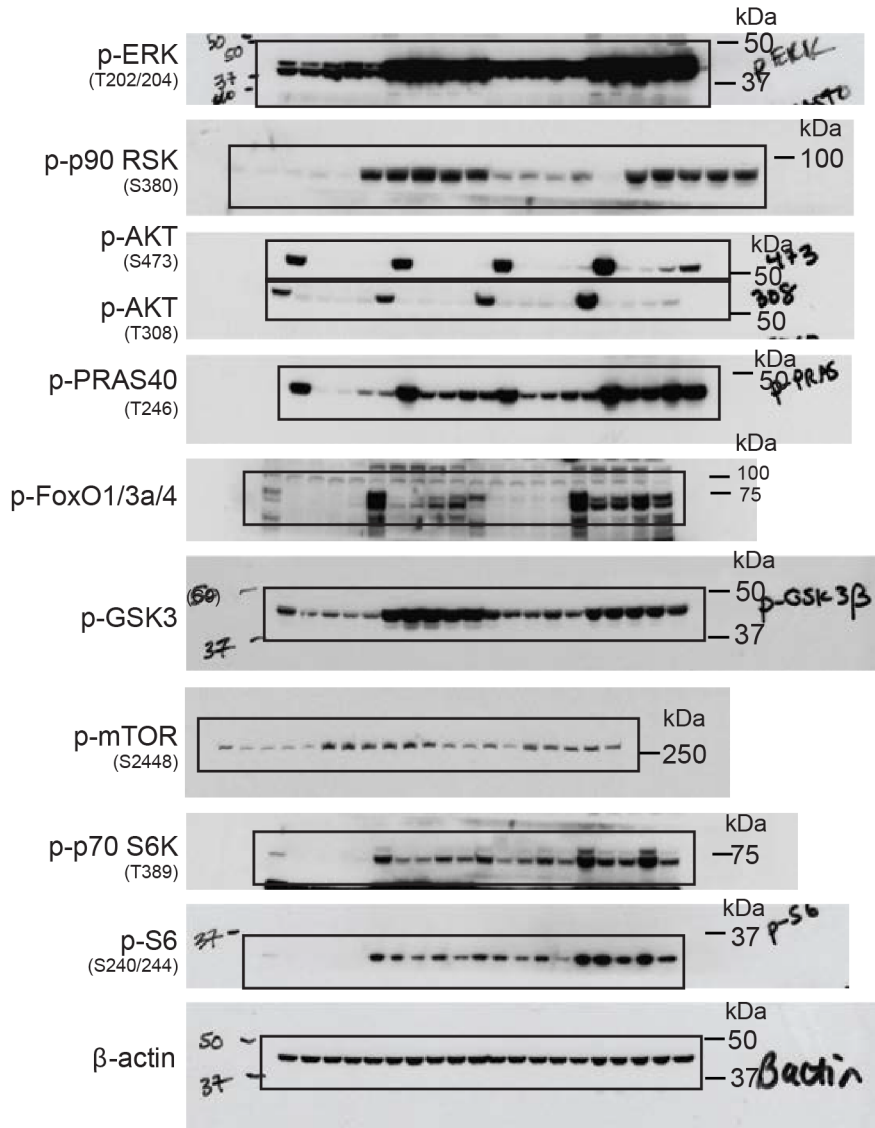 kDa
p-ERK
(T202/204)
50
50
37
50
37
pERK
kDa
p-p90 RSK
(S380)
100
p-AKT
(S473)
kDa
50
473
p-AKT
(T308)
308
50
p-PRAS40
(T246)
kDa
50
p-PRAS
kDa
p-FoxO1/3a/4
100
75
kDa
p-GSK3
(50)
37
50
37
p-GSK3β
p-mTOR
(S2448)
kDa
250
p-p70 S6K
(T389)
kDa
75
p-S6
(S240/244)
37
kDa
37
p-S6
kDa
β-actin
50
37
50
37
Bactin